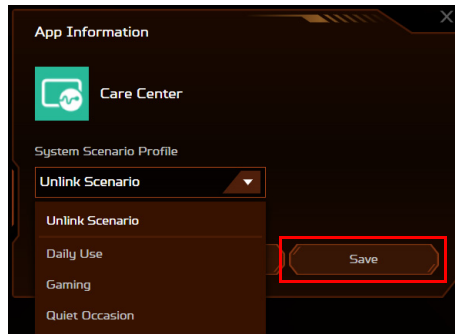 App Information
Care Center
System Scenario Profile
Unlink Scenario
Unlink Scenario
Daily Use
Save
Gaming
Quiet Occasion